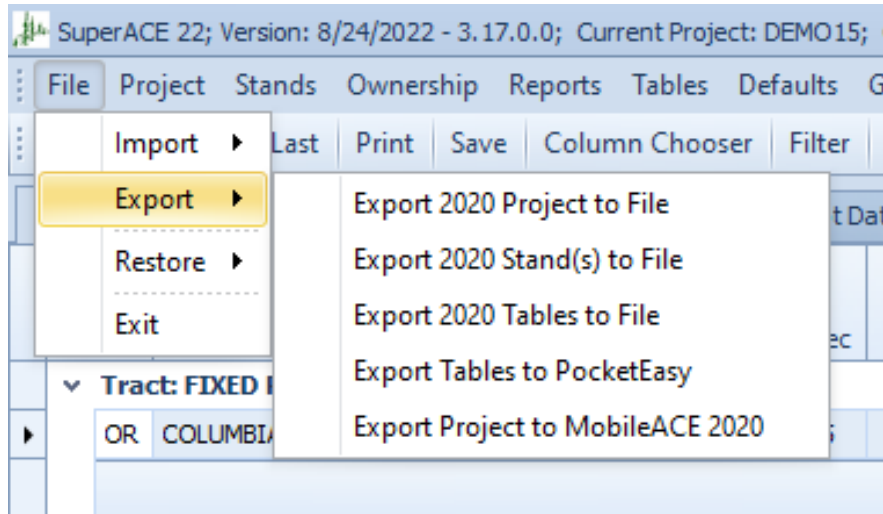 SuperACE 22; Version: 8/24/2022 - 3.17.0.0; Current Project: DEMO15;
File Project Stands Ownership Reports Tables Defaults G
Import Last Print Save Column Chooser Filter
Export
Export 2020 Project to File
t Dat
Restore
Export 2020 Stand(s) to File
Exit
Export 2020 Tables to File
ec
Tract: FIXED
Export Tables to PocketEasy
OR COLUMBIA
Export Project to MobileACE 2020